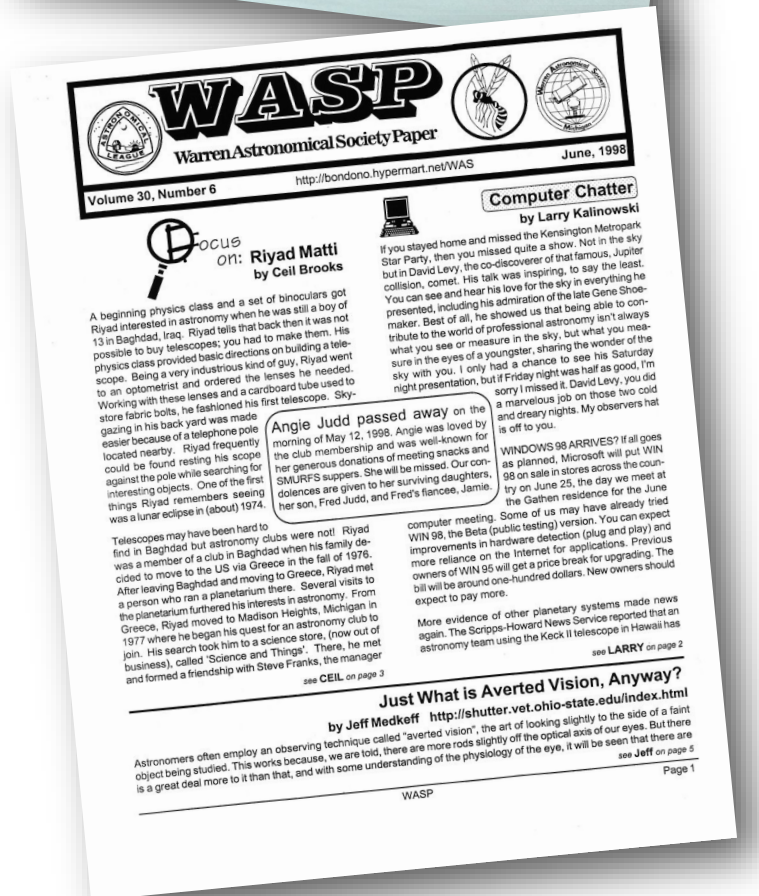 WASP
Warren Astronomical Society Paper
ASTRONOMICAL LEAGUE
Warren Astronomical Society
Michigan
Volume 30, Number 6
http://bondono.hypermart.net/WAS
June, 1998
Focus
on: Riyad Matti
by Ceil Brooks
A beginning physics class and a set of binoculars got
Riyad interested in astronomy when he was still a boy of
13 in Baghdad, Iraq. Riyad tells that back then it was not
possible to buy telescopes; you had to make them. His
physics class provided basic directions on building a tele-
scope. Being a very industrious kind of guy, Riyad went
to an optometrist and ordered the lenses he needed.
Working with these lenses and a cardboard tube used to
store fabric bolts, he fashioned his first telescope. Sky-
gazing in his back yard was made
easier because of a telephone pole
located nearby. Riyad frequently
could be found resting his scope
against the pole while searching for
interesting objects. One of the first
things Riyad remembers seeing
was a lunar eclipse in (about) 1974.
Telescopes may have been hard to
find in Baghdad but astronomy clubs were not! Riyad
was a member of a club in Baghdad when his family de-
cided to move to the US via Greece in the fall of 1976.
After leaving Baghdad and moving to Greece, Riyad met
a person who ran a planetarium there. Several visits to
the planetarium furthered his interests in astronomy. From
Greece, Riyad moved to Madison Heights, Michigan in
1977 where he began his quest for an astronomy club to
join. His search took him to a science store, (now out of
business), called 'Science and Things'. There, he met
and formed a friendship with Steve Franks, the manager
see CEIL on page 3
Angie Judd passed away on the
morning of May 12, 1998. Angie was loved by
the club membership and was well-known for
her generous donations of meeting snacks and
SMURFS suppers. She will be missed. Our con-
dolences are given to her surviving daughters,
her son, Fred Judd, and Fred's fiancee, Jamie.
Computer Chatter
by Larry Kalinowski
If you stayed home and missed the Kensington Metropark
Star Party, then you missed quite a show. Not in the sky
but in David Levy, the co-discoverer of that famous, Jupiter
collision, comet. His talk was inspiring, to say the least.
You can see and hear his love for the sky in everything he
presented, including his admiration of the late Gene Shoe-
maker. Best of all, he showed us that being able to con-
tribute to the world of professional astronomy isn't always
what you see or measure in the sky, but what you mea-
sure in the eyes of a youngster, sharing the wonder of the
sky with you. I only had a chance to see his Saturday
night presentation, but if Friday night was half as good, I'm
sorry I missed it. David Levy, you did
a marvelous job on those two cold
and dreary nights. My observers hat
is off to you.
WINDOWS 98 ARRIVES? If all goes
as planned, Microsoft will put WIN
98 on sale in stores across the coun-
try on June 25, the day we meet at
the Gathen residence for the June
computer meeting. Some of us may have already tried
WIN 98, the Beta (public testing) version. You can expect
improvements in hardware detection (plug and play) and
more reliance on the Internet for applications. Previous
owners of WIN 95 will get a price break for upgrading. The
bill will be around one-hundred dollars. New owners should
expect to pay more.
More evidence of other planetary systems made news
again. The Scripps-Howard News Service reported that an
astronomy team using the Keck II telescope in Hawaii has
see LARRY on page 2
Just What is Averted Vision, Anyway?
by Jeff Medkeff http://shutter.vet.ohio-state.edu/index.html
Astronomers often employ an observing technique called "averted vision", the art of looking slightly to the side of a faint
object being studied. This works because, we are told, there are more rods slightly off the optical axis of our eyes. But there
is a great deal more to it than that, and with some understanding of the physiology of the eye, it will be seen that there are
see Jeff on page 5
WASP
Page 1